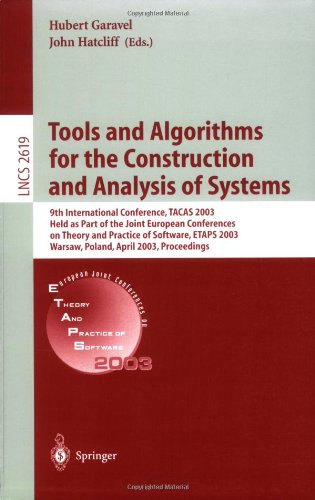 Hubert Garavel
John Hatcliff (Eds.)
LNCS 2619
Tools and Algorithms
for the Construction
and Analysis of Systems
9th International Conference, TACAS 2003
Held as Part of the Joint European Conferences
on Theory and Practice of Software, ETAPS 2003
Warsaw, Poland, April 2003, Proceedings
European Joint Conferences on
E
THEORY
AND
PRACTICE OF
SOFTWARE
2003
Springer